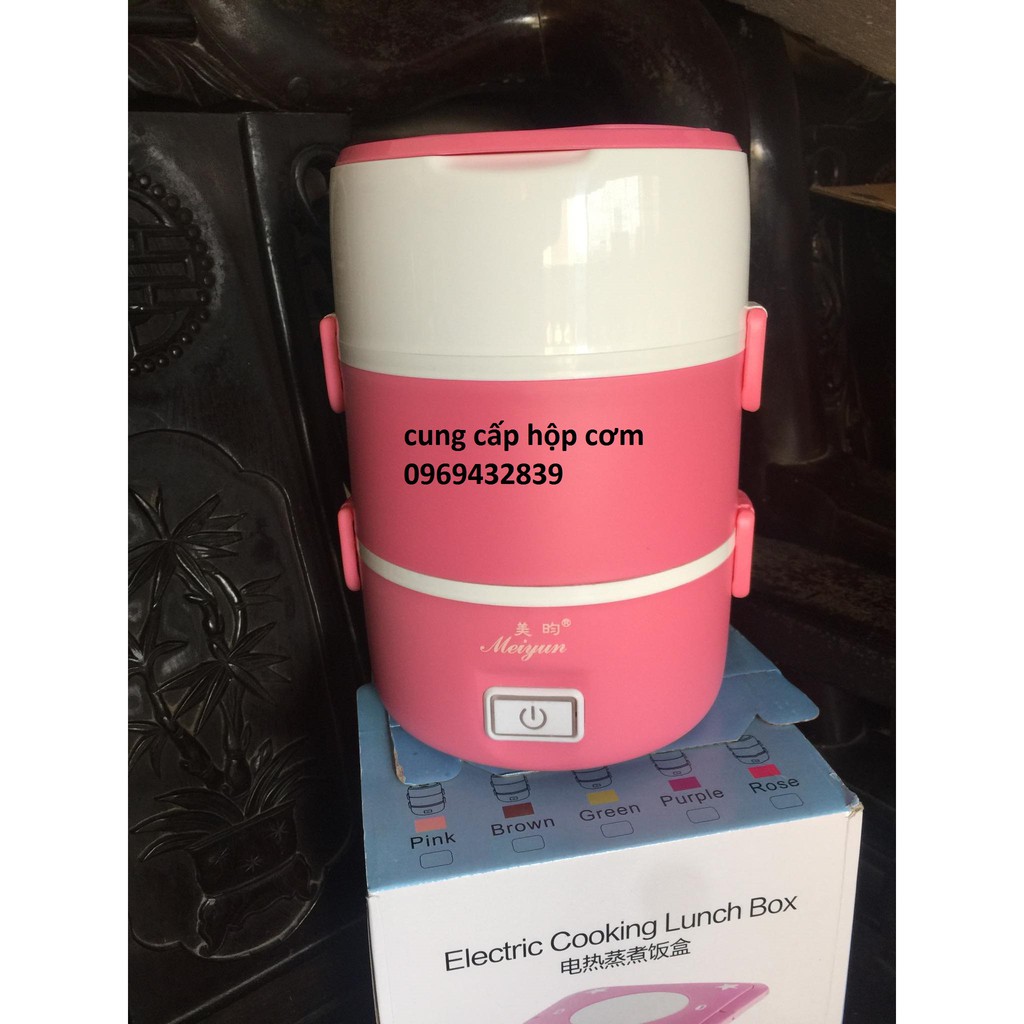 cung cấp hộp cơm
0969432839
美昀®
Meiyun
Pink Brown Green Purple Rose
Electric Cooking Lunch Box
电热蒸煮饭盒